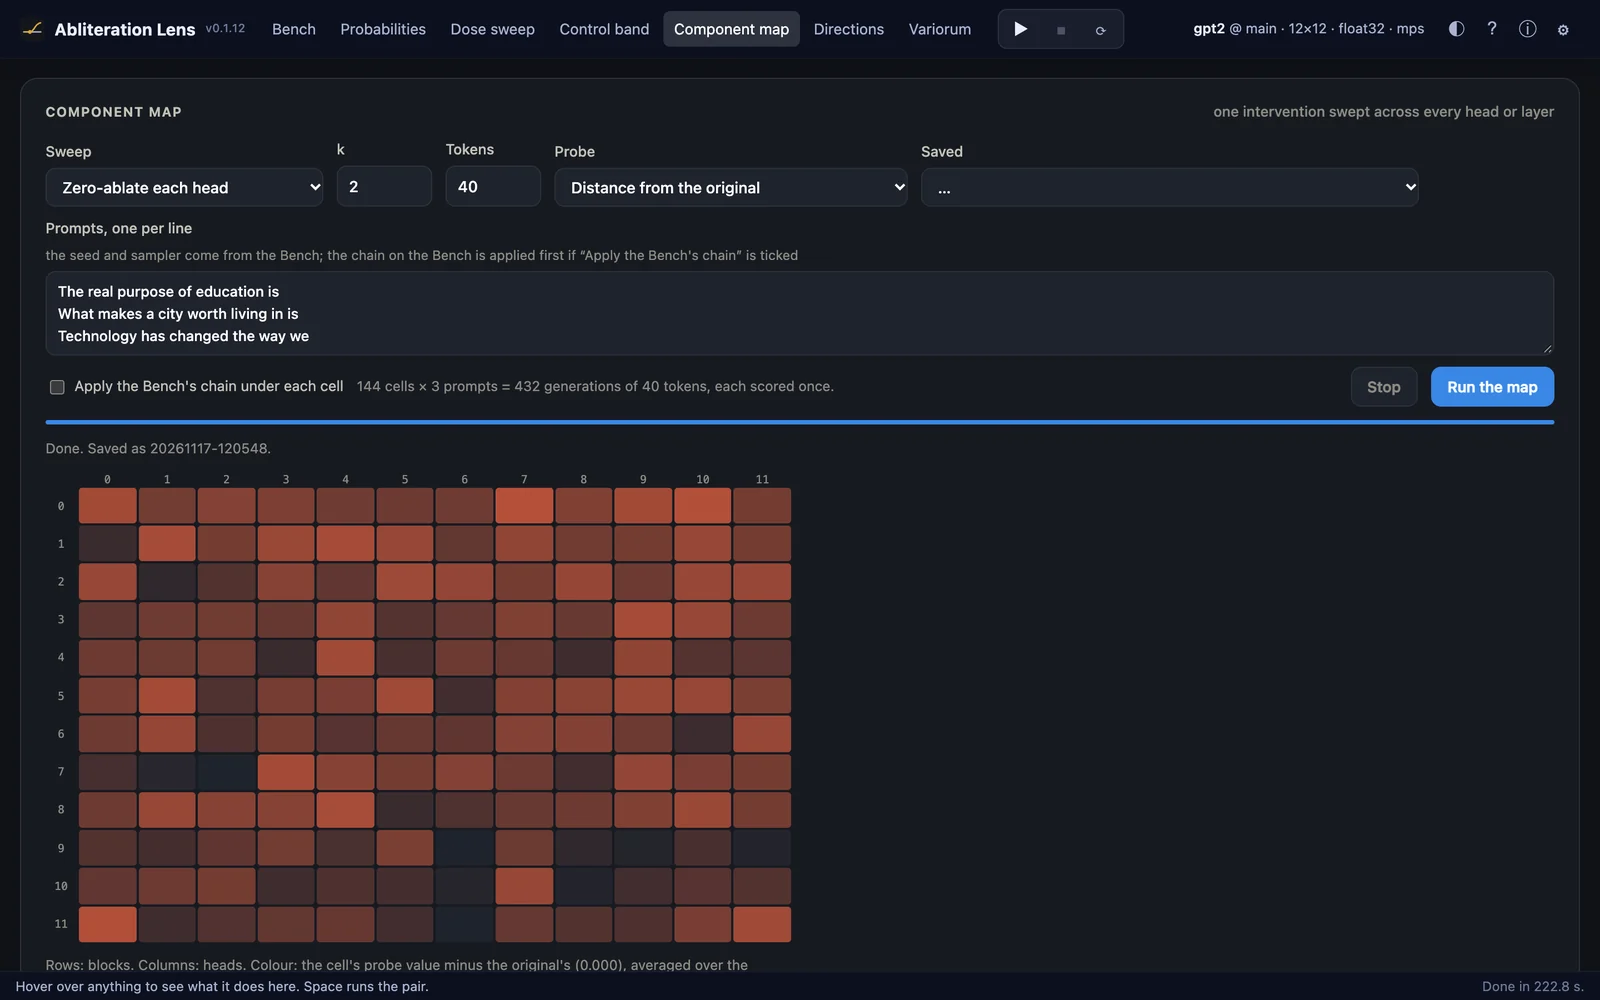 Abliteration Lens v0.1.12 Bench Probabilities Dose sweep Control band Component map Directions Variorum gpt2 @ main · 12×12 · float32 · mps
COMPONENT MAP one intervention swept across every head or layer
Sweep k Tokens Probe Saved
Zero-ablate each head 2 40 Distance from the original ...
Prompts, one per line
the seed and sampler come from the Bench; the chain on the Bench is applied first if “Apply the Bench's chain” is ticked
The real purpose of education is
What makes a city worth living in is
Technology has changed the way we
Apply the Bench's chain under each cell 144 cells × 3 prompts = 432 generations of 40 tokens, each scored once. Stop Run the map
Done. Saved as 20261117-120548.
0 1 2 3 4 5 6 7 8 9 10 11
0
1
2
3
4
5
6
7
8
9
10
11
Rows: blocks. Columns: heads. Colour: the cell's probe value minus the original's (0.000), averaged over the
Hover over anything to see what it does here. Space runs the pair. Done in 222.8 s.